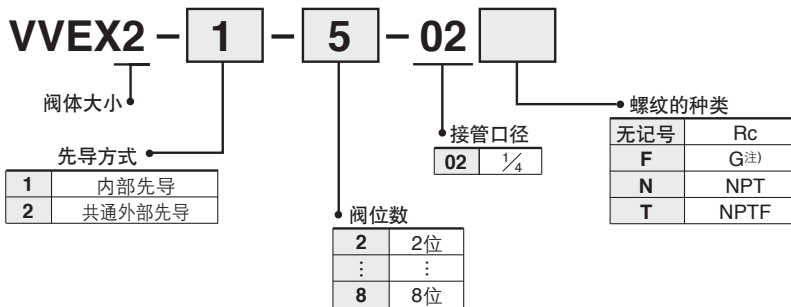 VVEX2-1-5-02
阀体大小
先导方式
1 内部先导
2 共通外部先导
阀位数
2 2位
⋮ ⋮
8 8位
接管口径
02 1/4
螺纹的种类
无记号 Rc
F G注)
N NPT
T NPTF